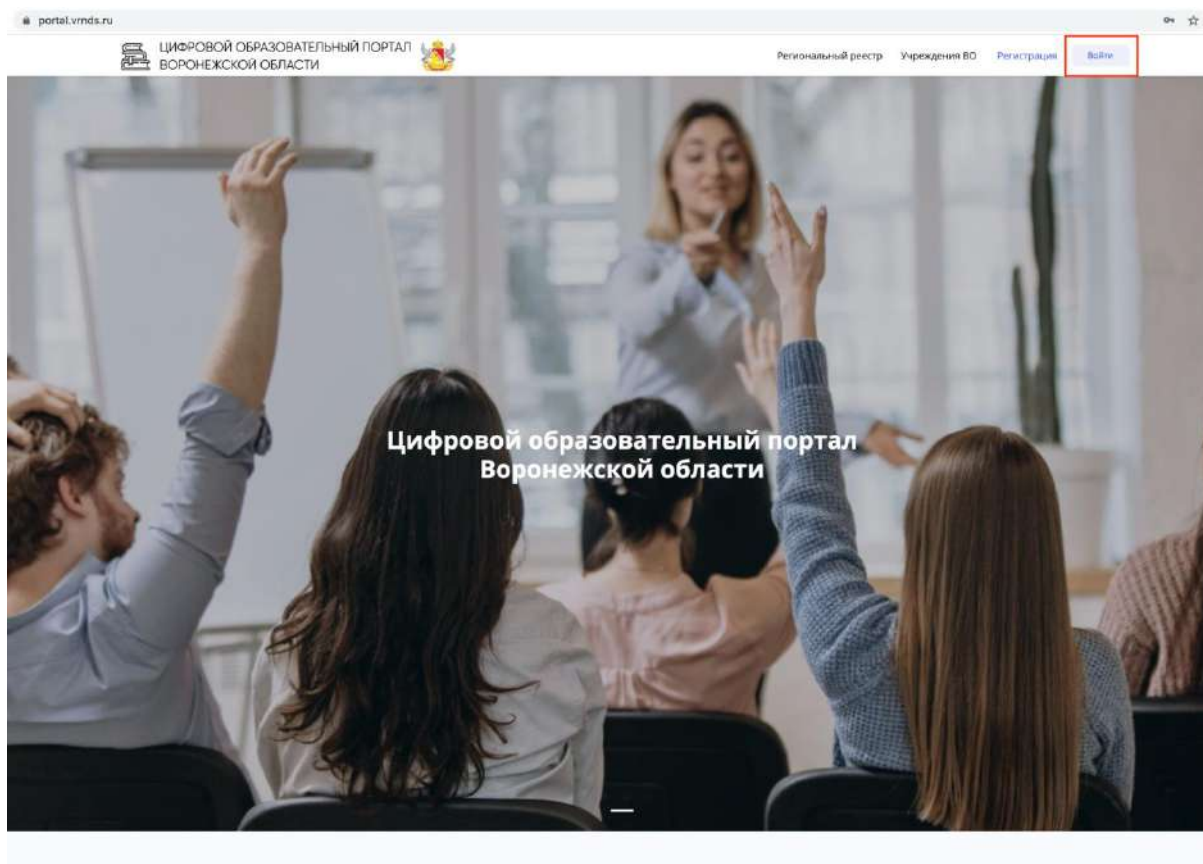 portal.vrnds.ru
ЦИФРОВОЙ ОБРАЗОВАТЕЛЬНЫЙ ПОРТАЛ
ВОРОНЕЖСКОЙ ОБЛАСТИ
Региональный реестр Учреждения ВО Регистрация Войти
Цифровой образовательный портал
Воронежской области